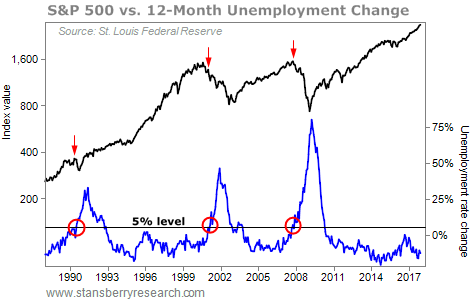 S&P 500 vs. 12-Month Unemployment Change
Source: St. Louis Federal Reserve
Index value
1,600
800
400
200
75%
50%
25%
0%
Unemployment rate change
5% level
1990 1993 1996 1999 2002 2005 2008 2011 2014 2017
www.stansberryresearch.com